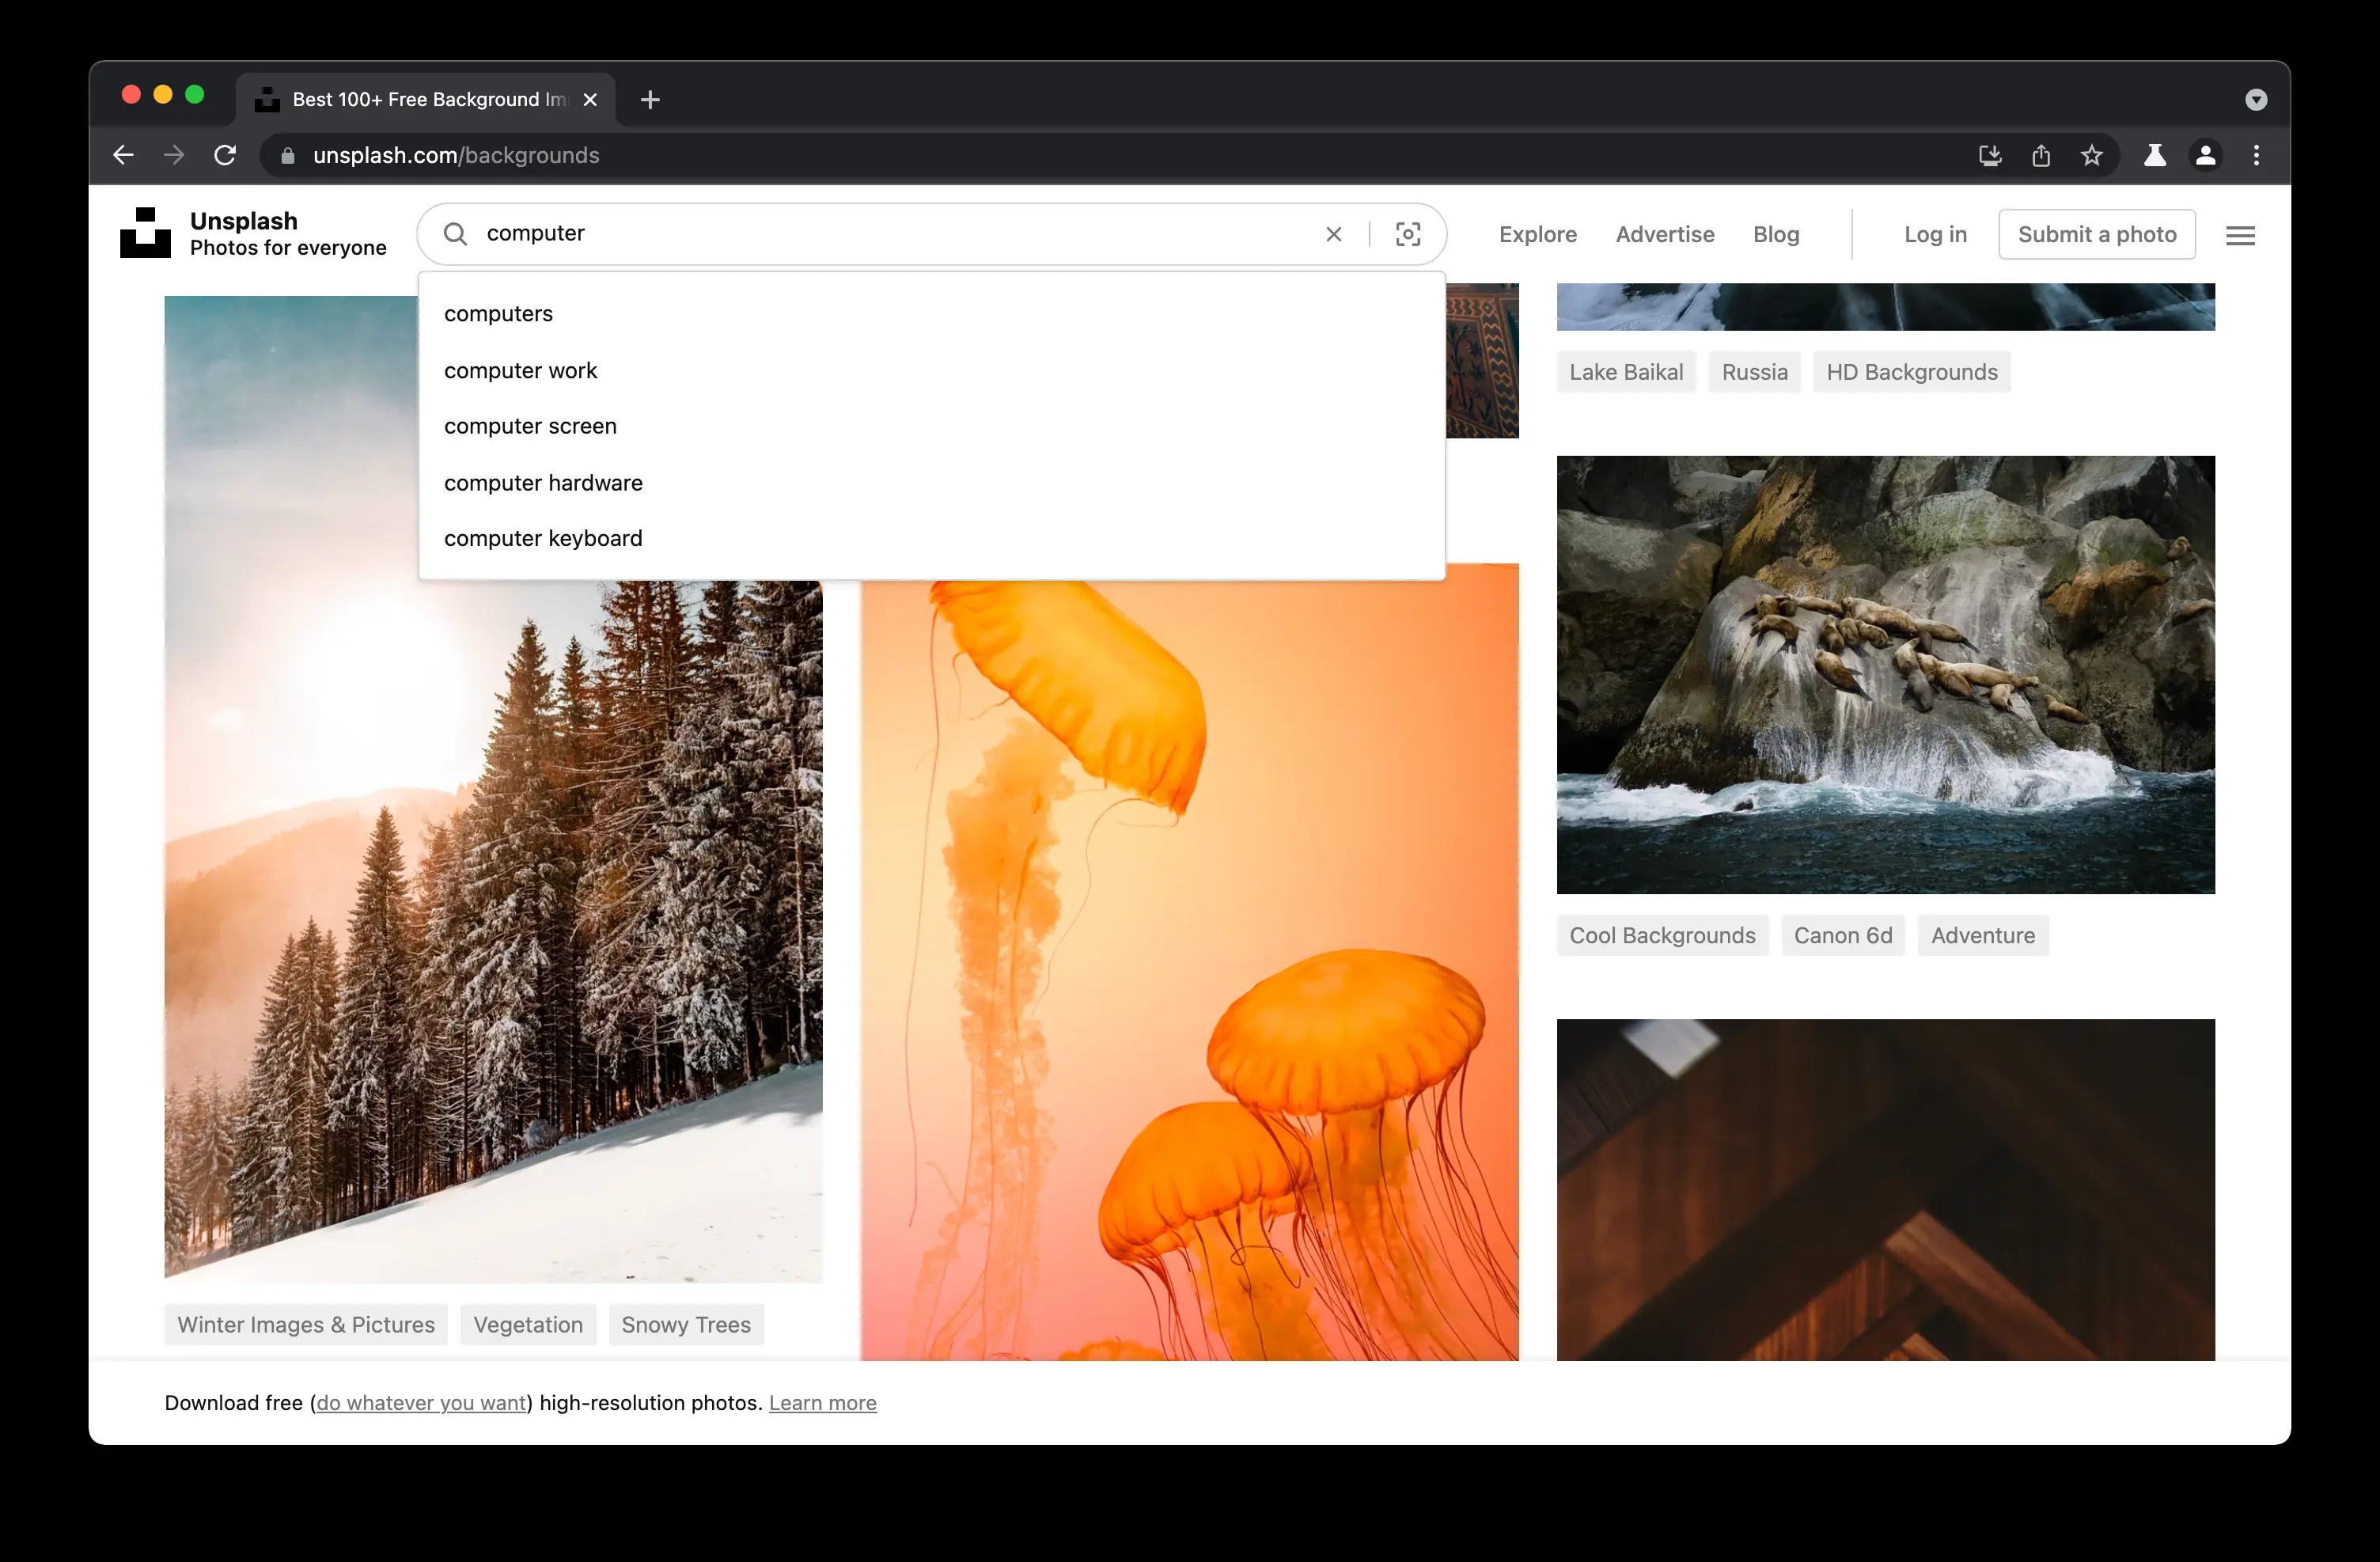 Best 100+ Free Background Im
unsplash.com/backgrounds
Unsplash
Photos for everyone
computer
Explore
Advertise
Blog
Log in
Submit a photo
computers
computer work
computer screen
computer hardware
computer keyboard
Lake Baikal
Russia
HD Backgrounds
Cool Backgrounds
Canon 6d
Adventure
Winter Images & Pictures
Vegetation
Snowy Trees
Download free (do whatever you want) high-resolution photos. Learn more